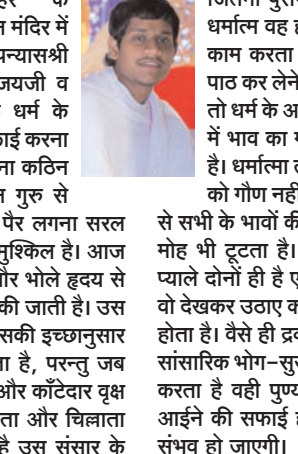 मंदिर में
पन्यासश्री
जयजी व
धर्म के
करना
ना कठिन
गुरु से
पैर लगना सरल
मुश्किल है। आज
और भोले हृदय से
की जाती है। उस
सकी इच्छानुसार
ता है, परन्तु जब
और काँटेदार वृक्ष
ता और चिल्लाता
है उस संसार के
धर्मात्म वह
काम करता
पाठ कर लेने
तो धर्म के अ
में भाव का
है। धर्मात्मा
को गौण नही
से सभी के भावों की
मोह भी टूटता है।
प्याले दोनों ही है ए
वो देखकर उठाए क
होता है। वैसे ही द्र
सांसारिक भोग-सु
करता है वही पुण्य
आईने की सफाई ह
संभव हो जाएगी।